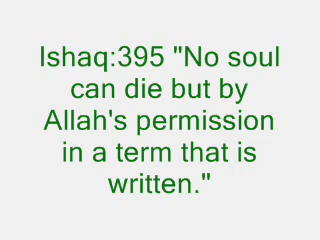 Ishaq:395 "No soul
can die but by
Allah's permission
in a term that is
written."